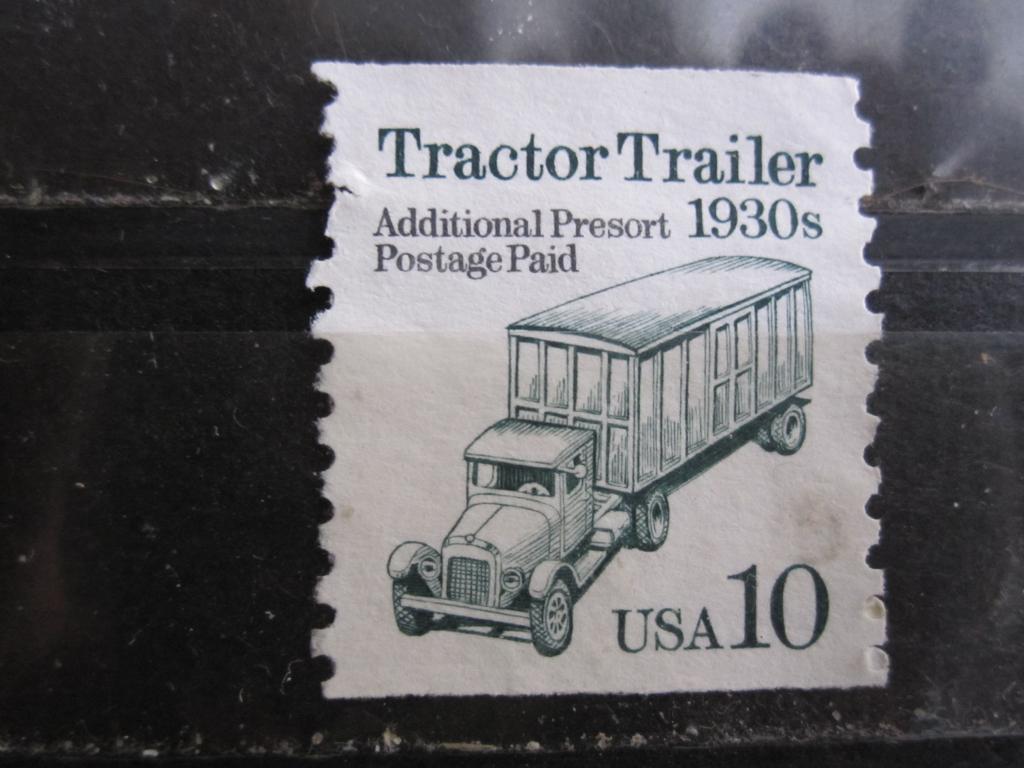 Tractor Trailer
Additional Presort 1930s
Postage Paid
USA 10